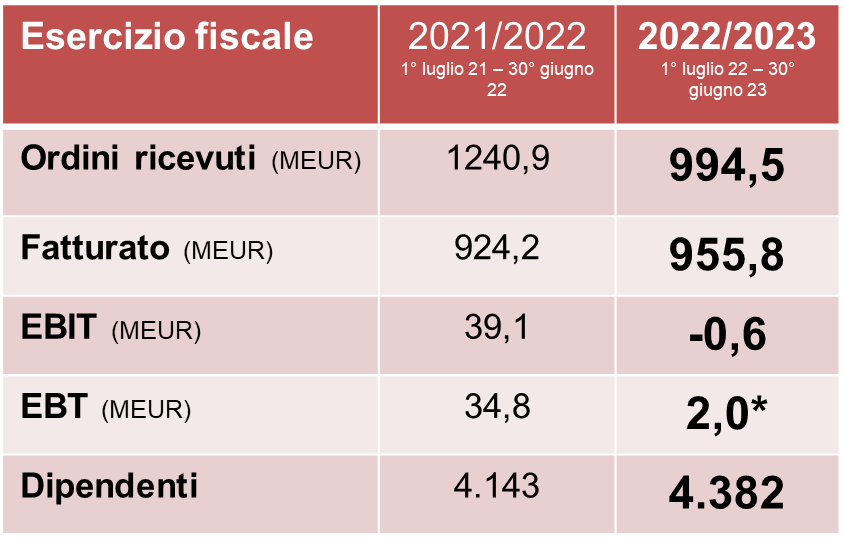 Esercizio fiscale 2021/2022 2022/2023
1° luglio 21 – 30° giugno 1° luglio 22 – 30°
22 giugno 23
Ordini ricevuti (MEUR) 1240,9 994,5
Fatturato (MEUR) 924,2 955,8
EBIT (MEUR) 39,1 -0,6
EBT (MEUR) 34,8 2,0*
Dipendenti 4.143 4.382